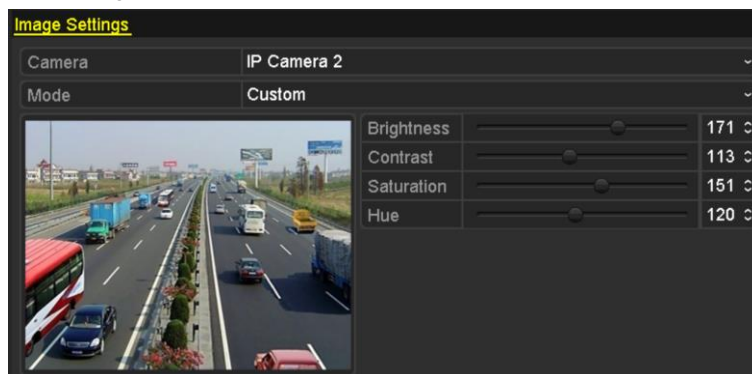 Image Settings
Camera IP Camera 2
Mode Custom
Brightness 171
Contrast 113
Saturation 151
Hue 120